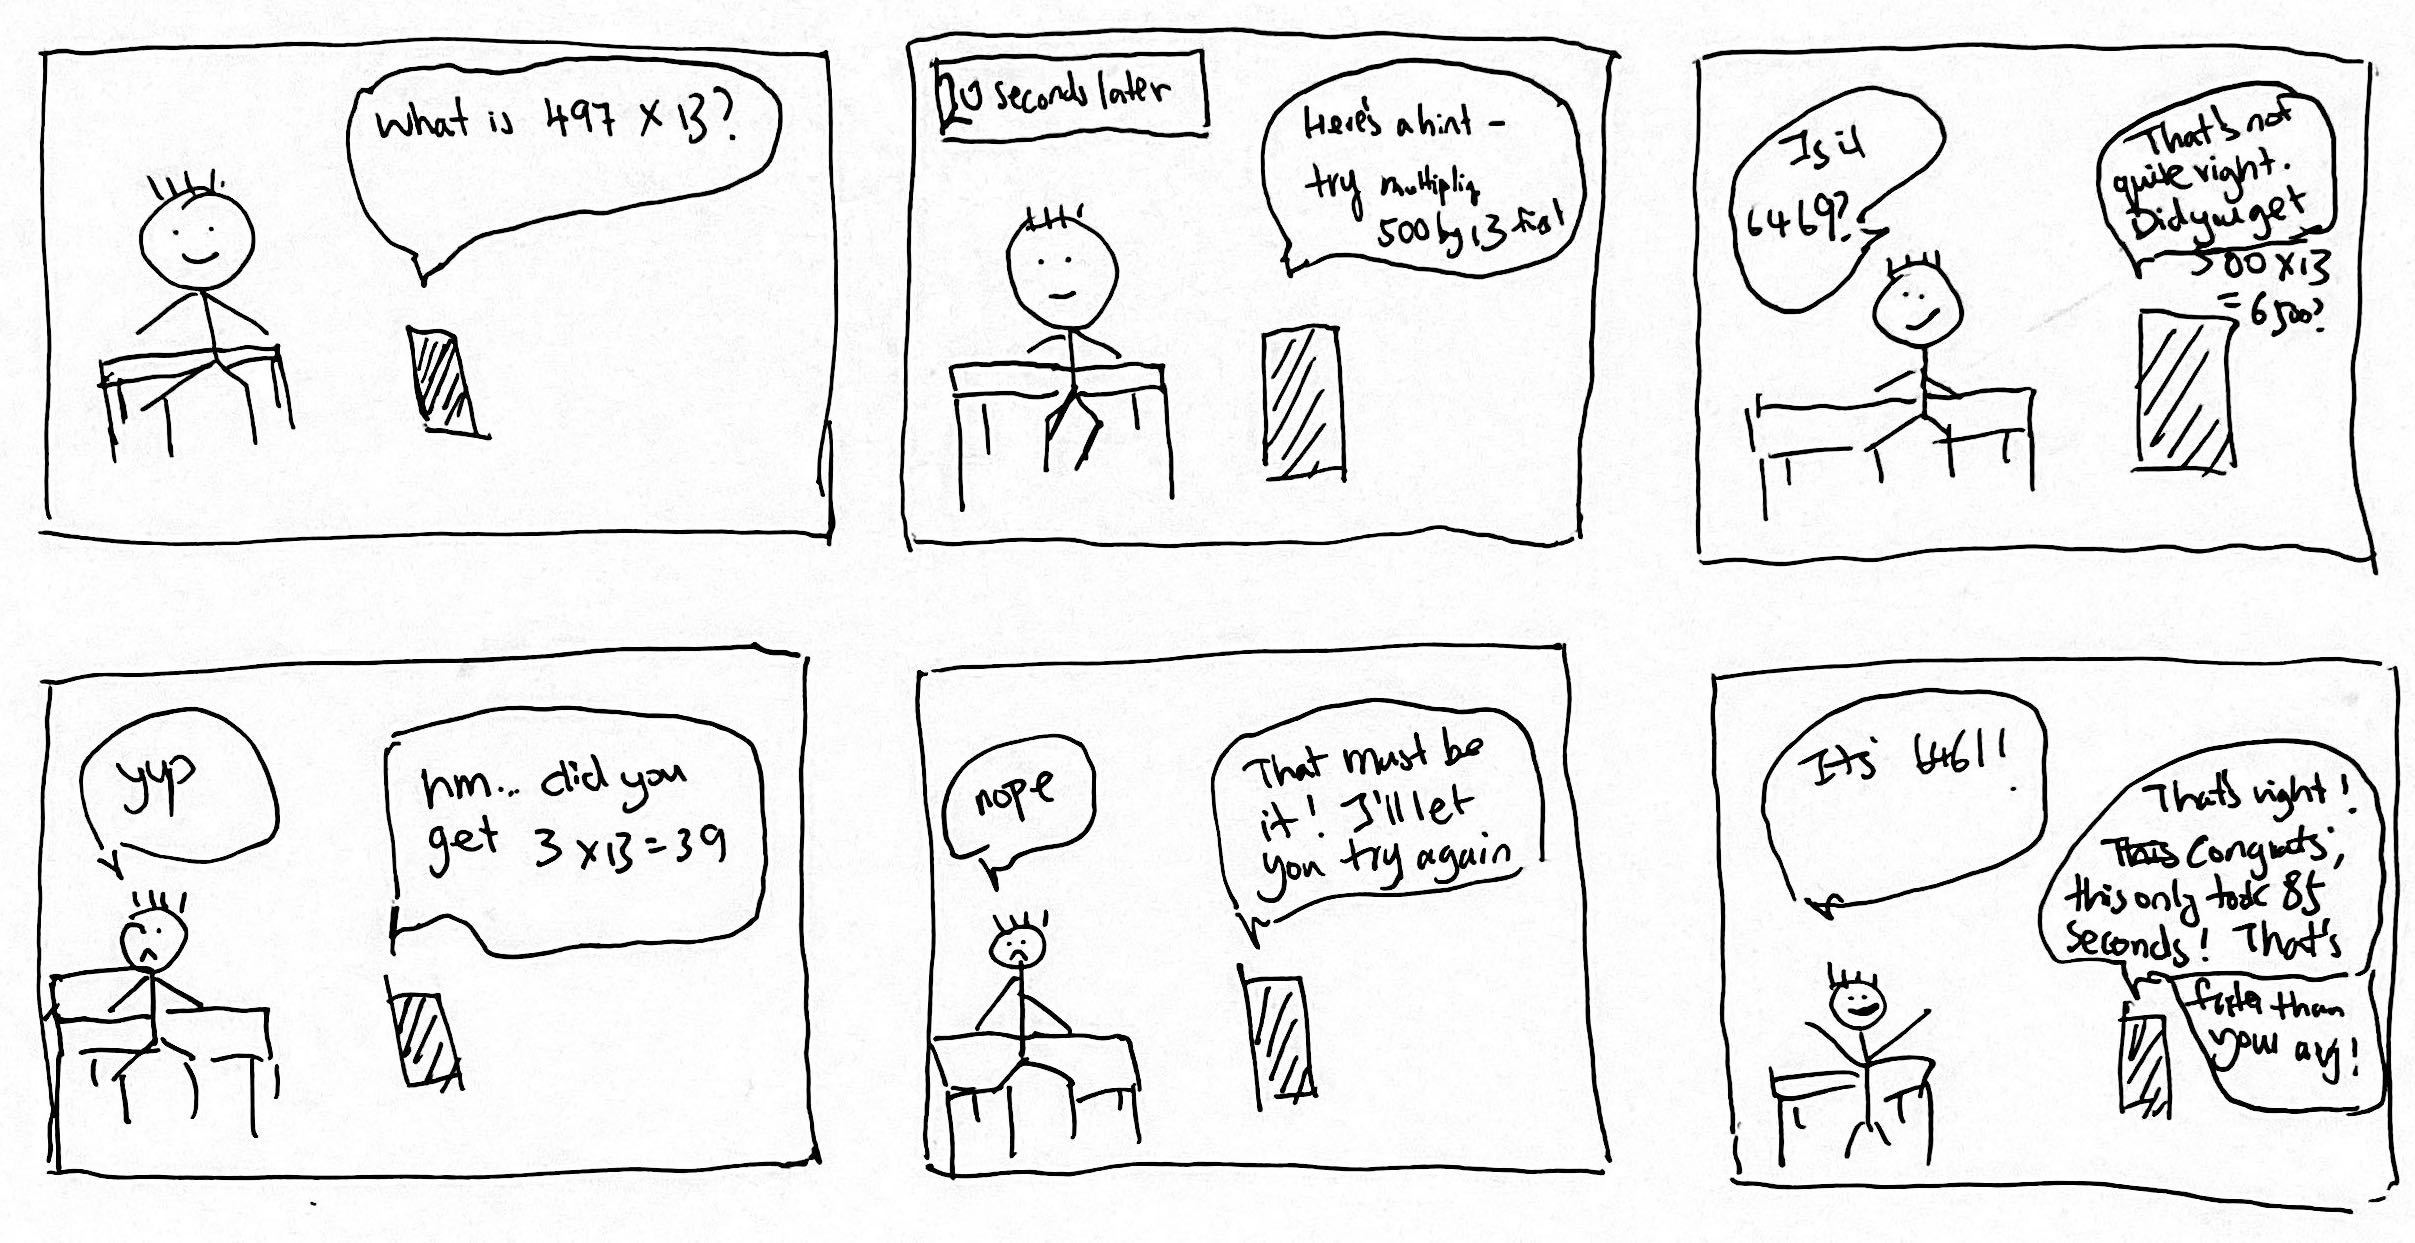 What is 497 x 13?
20 seconds later
Here's a hint -
try multipliq
500 by 13 first
Is it
6469?
That's not
quite right.
Did you get
500 x 13
= 6500?
yup
hm... did you
get 3 x 13 = 39
nope
That must be
it! I'll let
you try again
It's 6461!
That's right!
This Congrats,
this only took 85
seconds! That's
faster than
your avg!